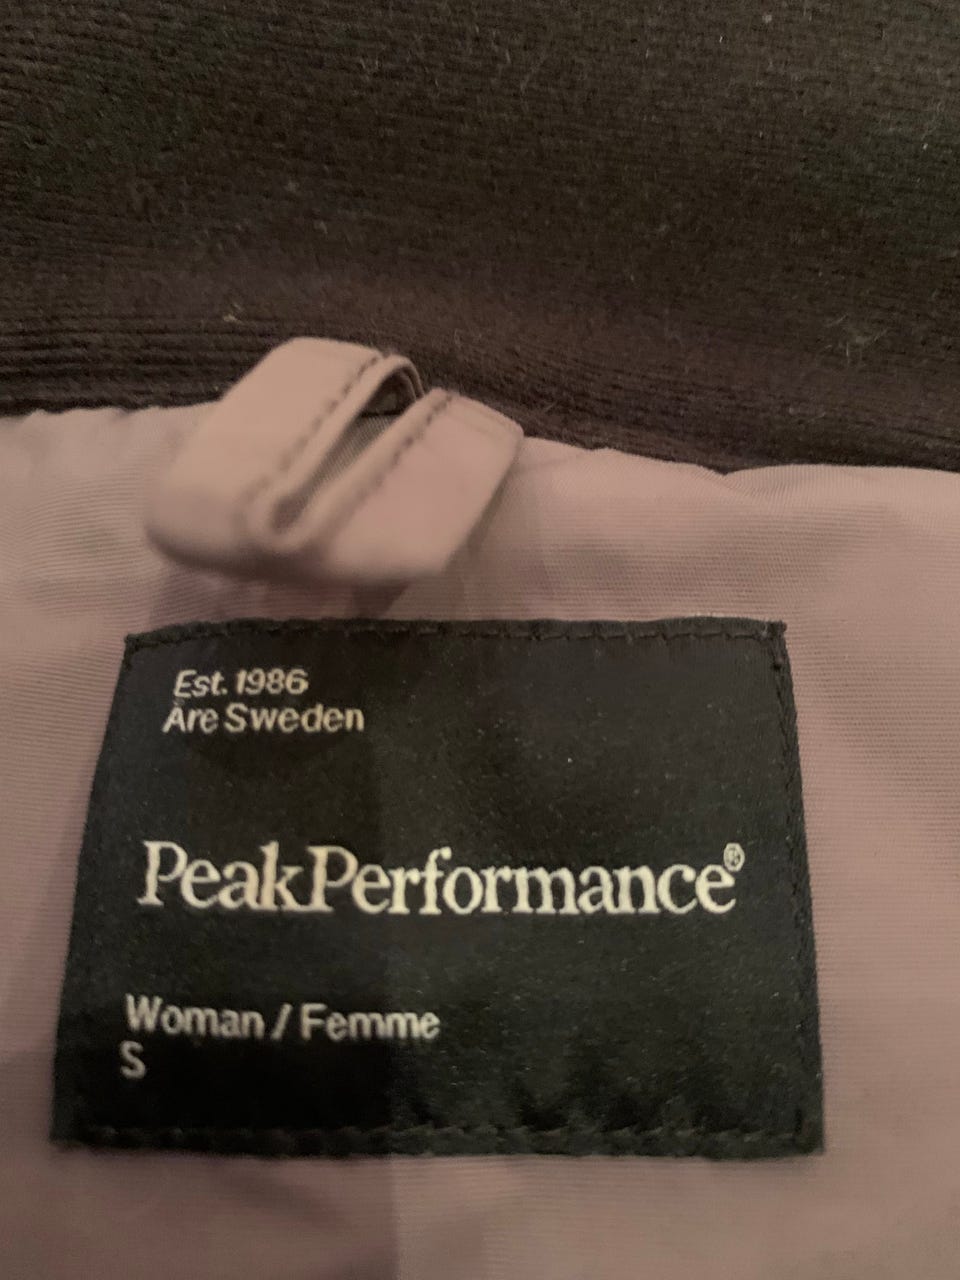 Est. 1986
Åre Sweden
PeakPerformance®
Woman / Femme
S